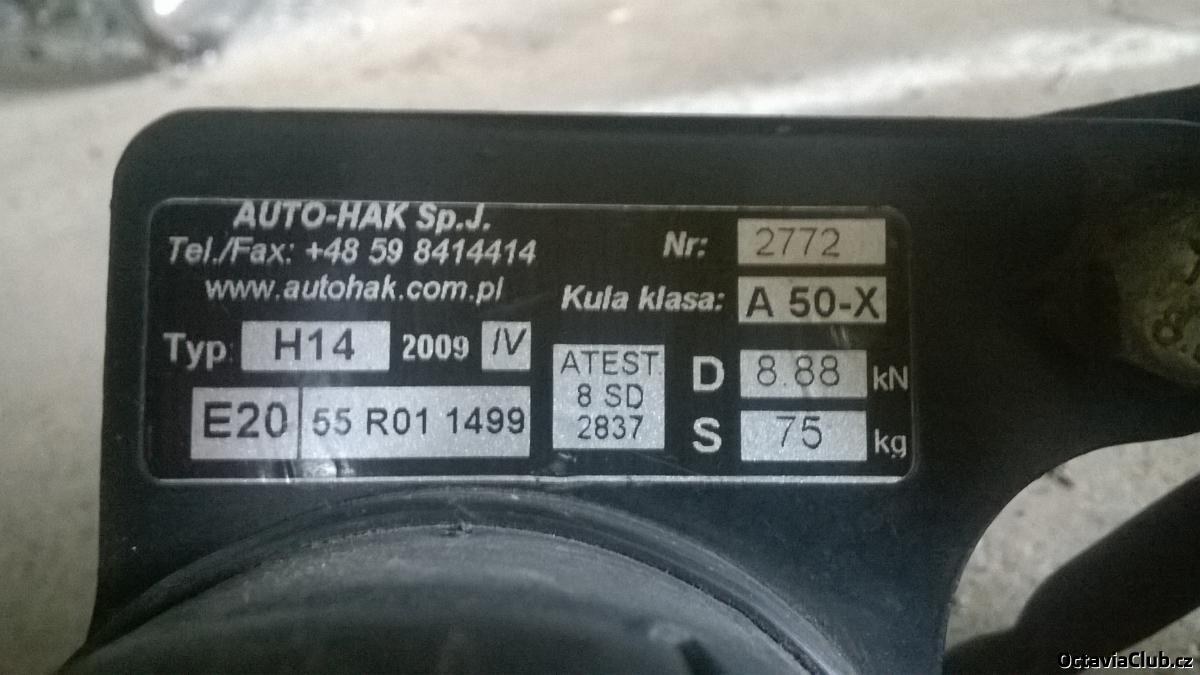 AUTO-HAK Sp.J.
Tel./Fax: +48 59 8414414
www.autohak.com.pl
Typ: H14 2009 IV
E20 55 R01 1499
ATEST.
8 SD
2837
Nr: 2772
Kula klasa: A 50-X
D 8.88 kN
S 75 kg
OctaviaClub.cz